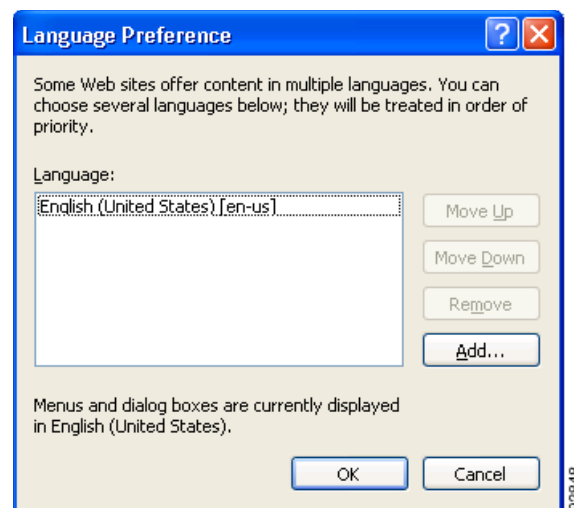 Language Preference
Some Web sites offer content in multiple languages. You can
choose several languages below; they will be treated in order of
priority.
Language:
English (United States) [en-us]
Move Up
Move Down
Remove
Add...
Menus and dialog boxes are currently displayed
in English (United States).
OK
Cancel